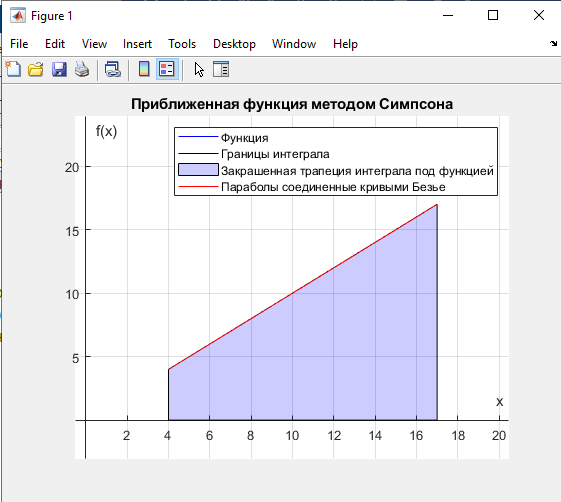 Figure 1
File Edit View Insert Tools Desktop Window Help
Приближенная функция методом Симпсона
f(x)
Функция
Границы интеграла
Закрашенная трапеция интеграла под функцией
Параболы соединенные кривыми Безье
20
15
10
5
x
2 4 6 8 10 12 14 16 18 20